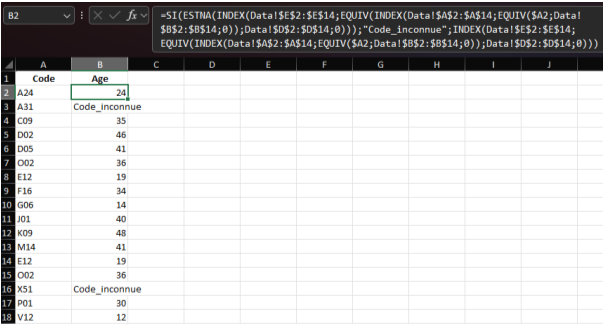 B2 fx =SI(ESTNA(INDEX(Data!$E$2:$E$14;EQUIV(INDEX(Data!$A$2:$A$14;EQUIV($A2;Data!
$B$2:$B$14;0));Data!$D$2:$D$14;0)));"Code_inconnue";INDEX(Data!$E$2:$E$14;
EQUIV(INDEX(Data!$A$2:$A$14;EQUIV($A2;Data!$B$2:$B$14;0));Data!$D$2:$D$14;0)))
A B C D E F G H I J
1 Code Age
2 A24 24
3 A31 Code_inconnue
4 C09 35
5 D02 46
6 D05 41
7 O02 36
8 E12 19
9 F16 34
10 G06 14
11 J01 40
12 K09 48
13 M14 41
14 E12 19
15 O02 36
16 X51 Code_inconnue
17 P01 30
18 V12 12